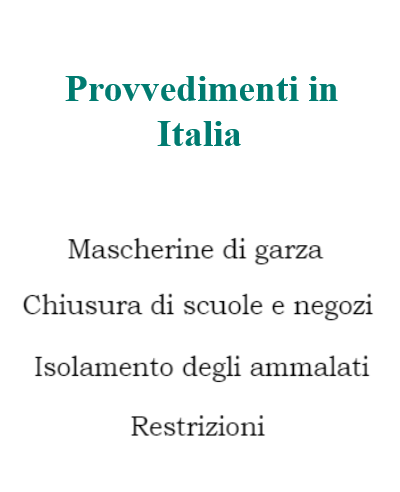 Provvedimenti in
Italia
Mascherine di garza
Chiusura di scuole e negozi
Isolamento degli ammalati
Restrizioni